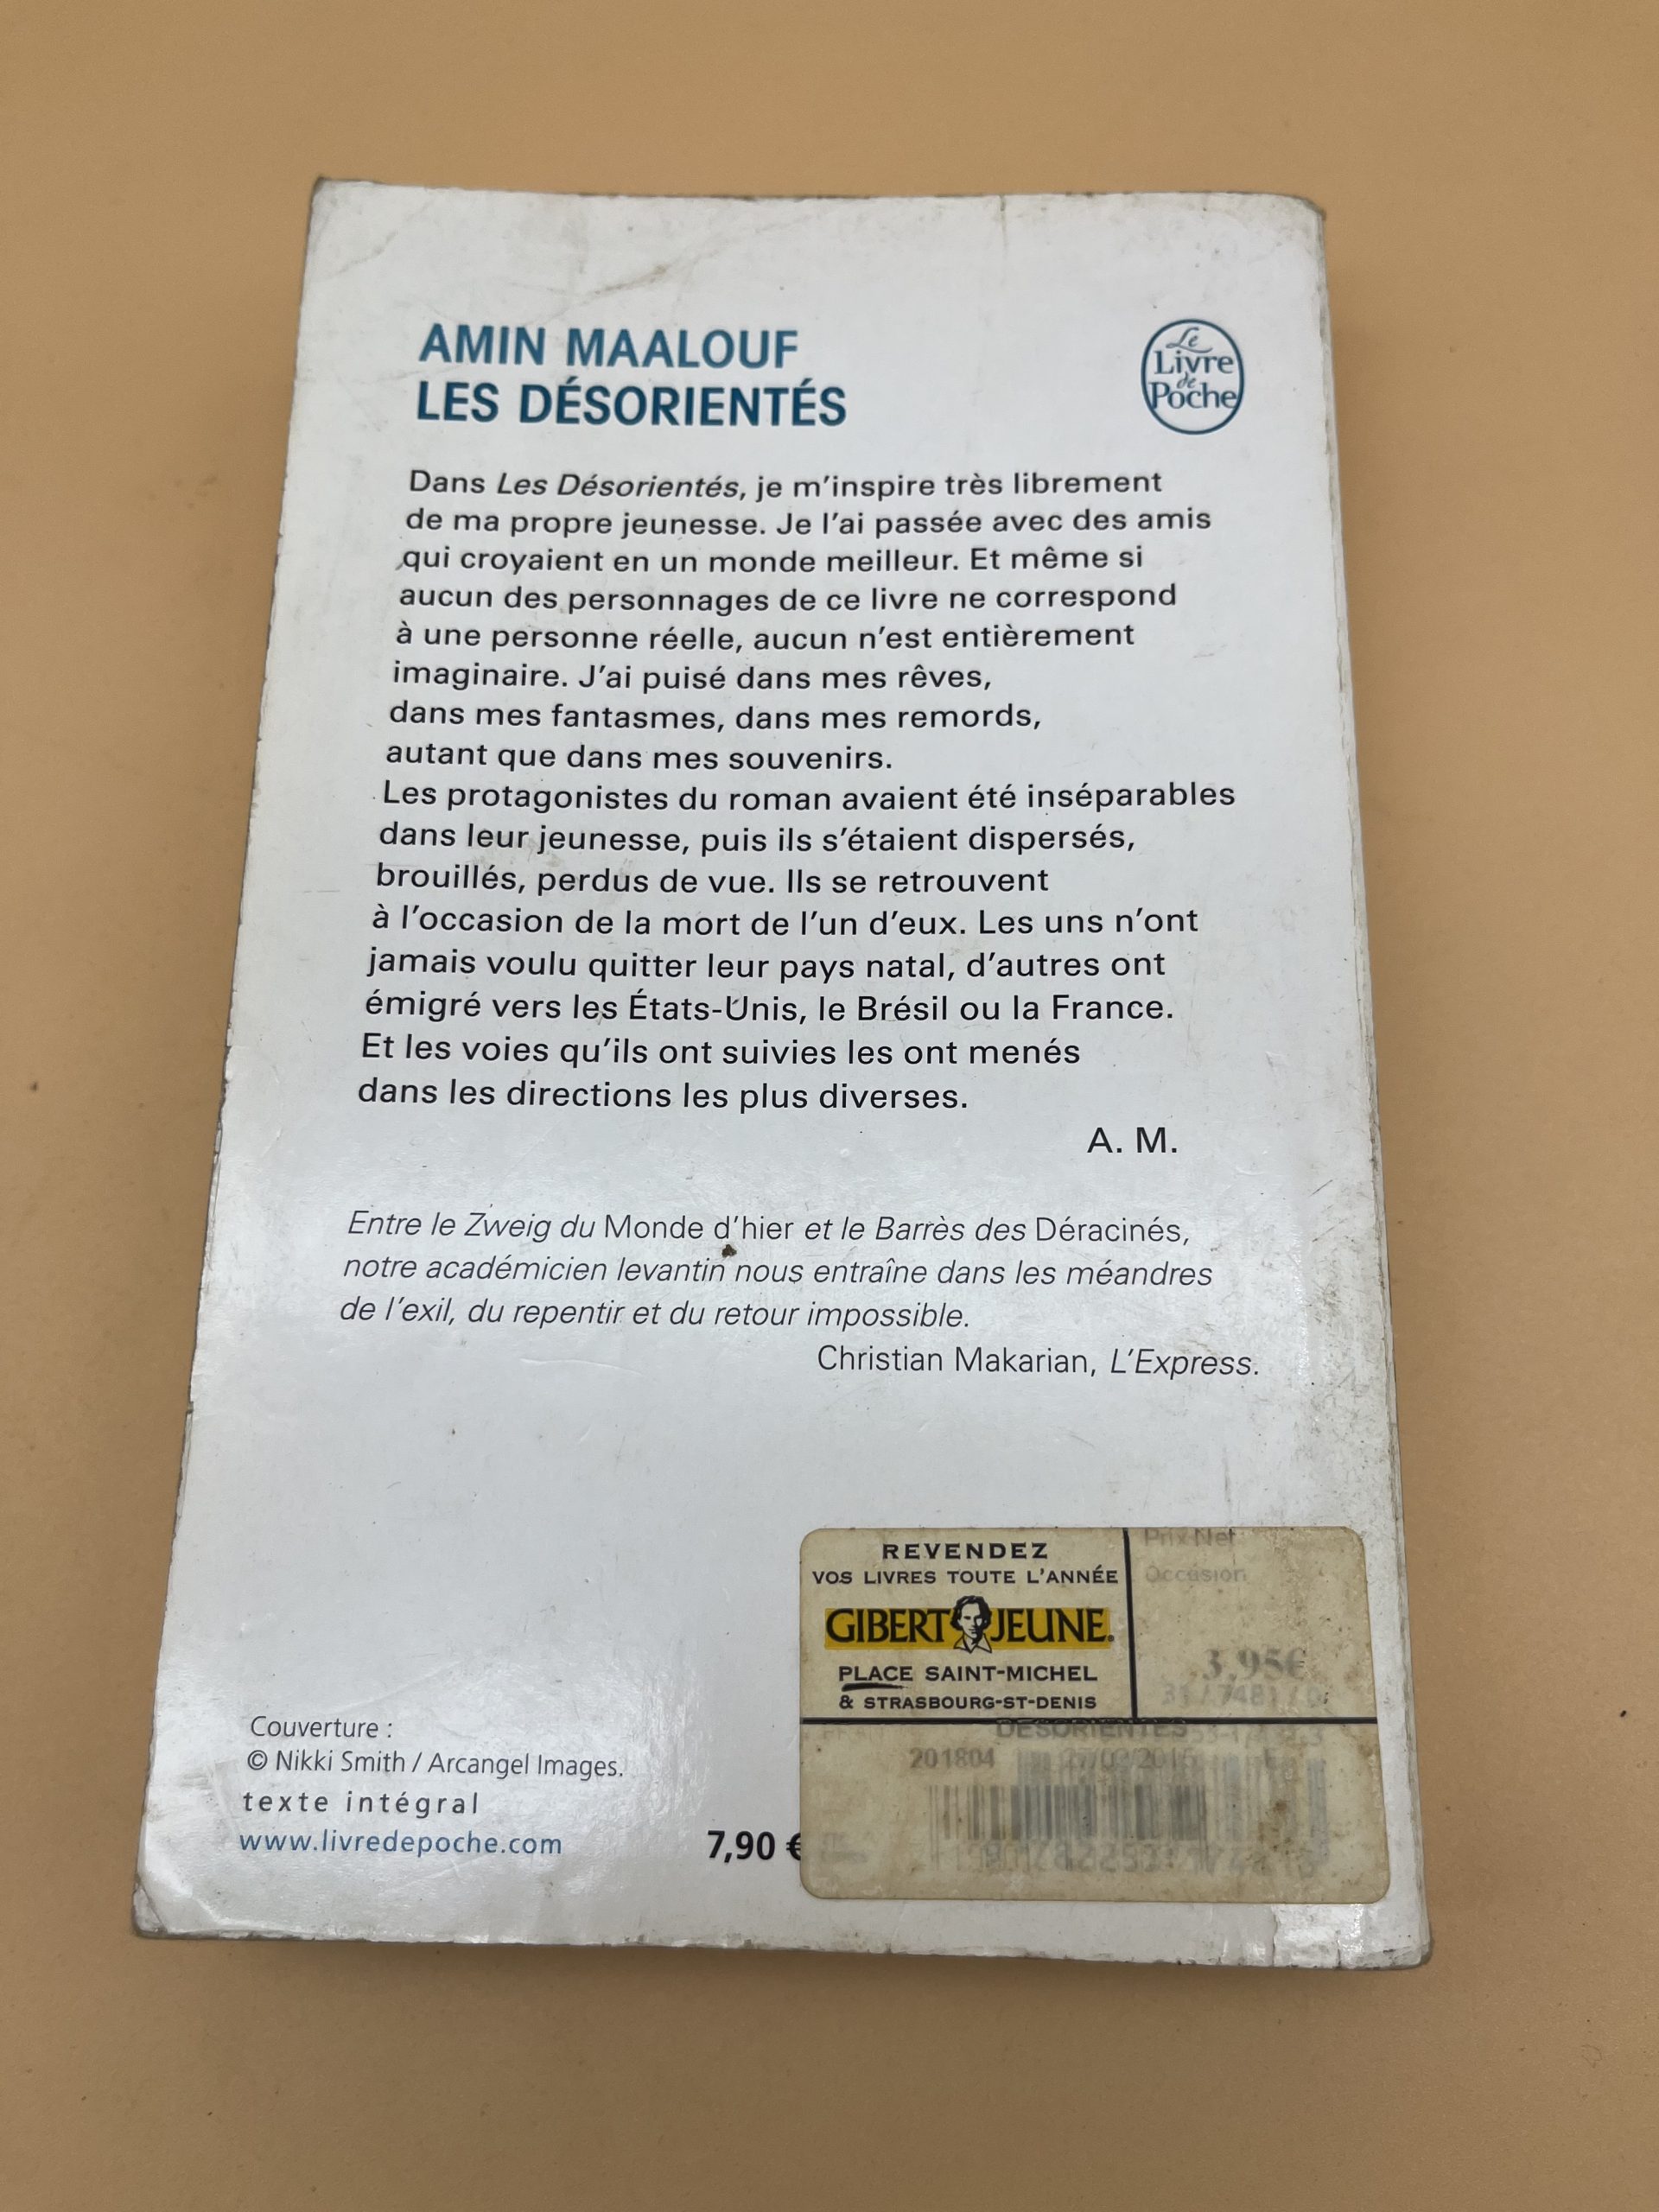 AMIN MAALOUF
LES DÉSORIENTÉS
Le
Livre
de
Poche
Dans Les Désorientés, je m'inspire très librement
de ma propre jeunesse. Je l'ai passée avec des amis
qui croyaient en un monde meilleur. Et même si
aucun des personnages de ce livre ne correspond
à une personne réelle, aucun n'est entièrement
imaginaire. J'ai puisé dans mes rêves,
dans mes fantasmes, dans mes remords,
autant que dans mes souvenirs.
Les protagonistes du roman avaient été inséparables
dans leur jeunesse, puis ils s'étaient dispersés,
brouillés, perdus de vue. Ils se retrouvent
à l'occasion de la mort de l'un d'eux. Les uns n'ont
jamais voulu quitter leur pays natal, d'autres ont
émigré vers les États-Unis, le Brésil ou la France.
Et les voies qu'ils ont suivies les ont menés
dans les directions les plus diverses.
A. M.
Entre le Zweig du Monde d'hier et le Barrès des Déracinés,
notre académicien levantin nous entraîne dans les méandres
de l'exil, du repentir et du retour impossible.
Christian Makarian, L'Express.
Couverture :
© Nikki Smith / Arcangel Images.
texte intégral
www.livredepoche.com
7,90 €
REVENDEZ
VOS LIVRES TOUTE L'ANNÉE
GIBERT JEUNE
PLACE SAINT-MICHEL
& STRASBOURG-ST-DENIS
Prix Net
Occasion
3,95€
DESORIENTES
201804